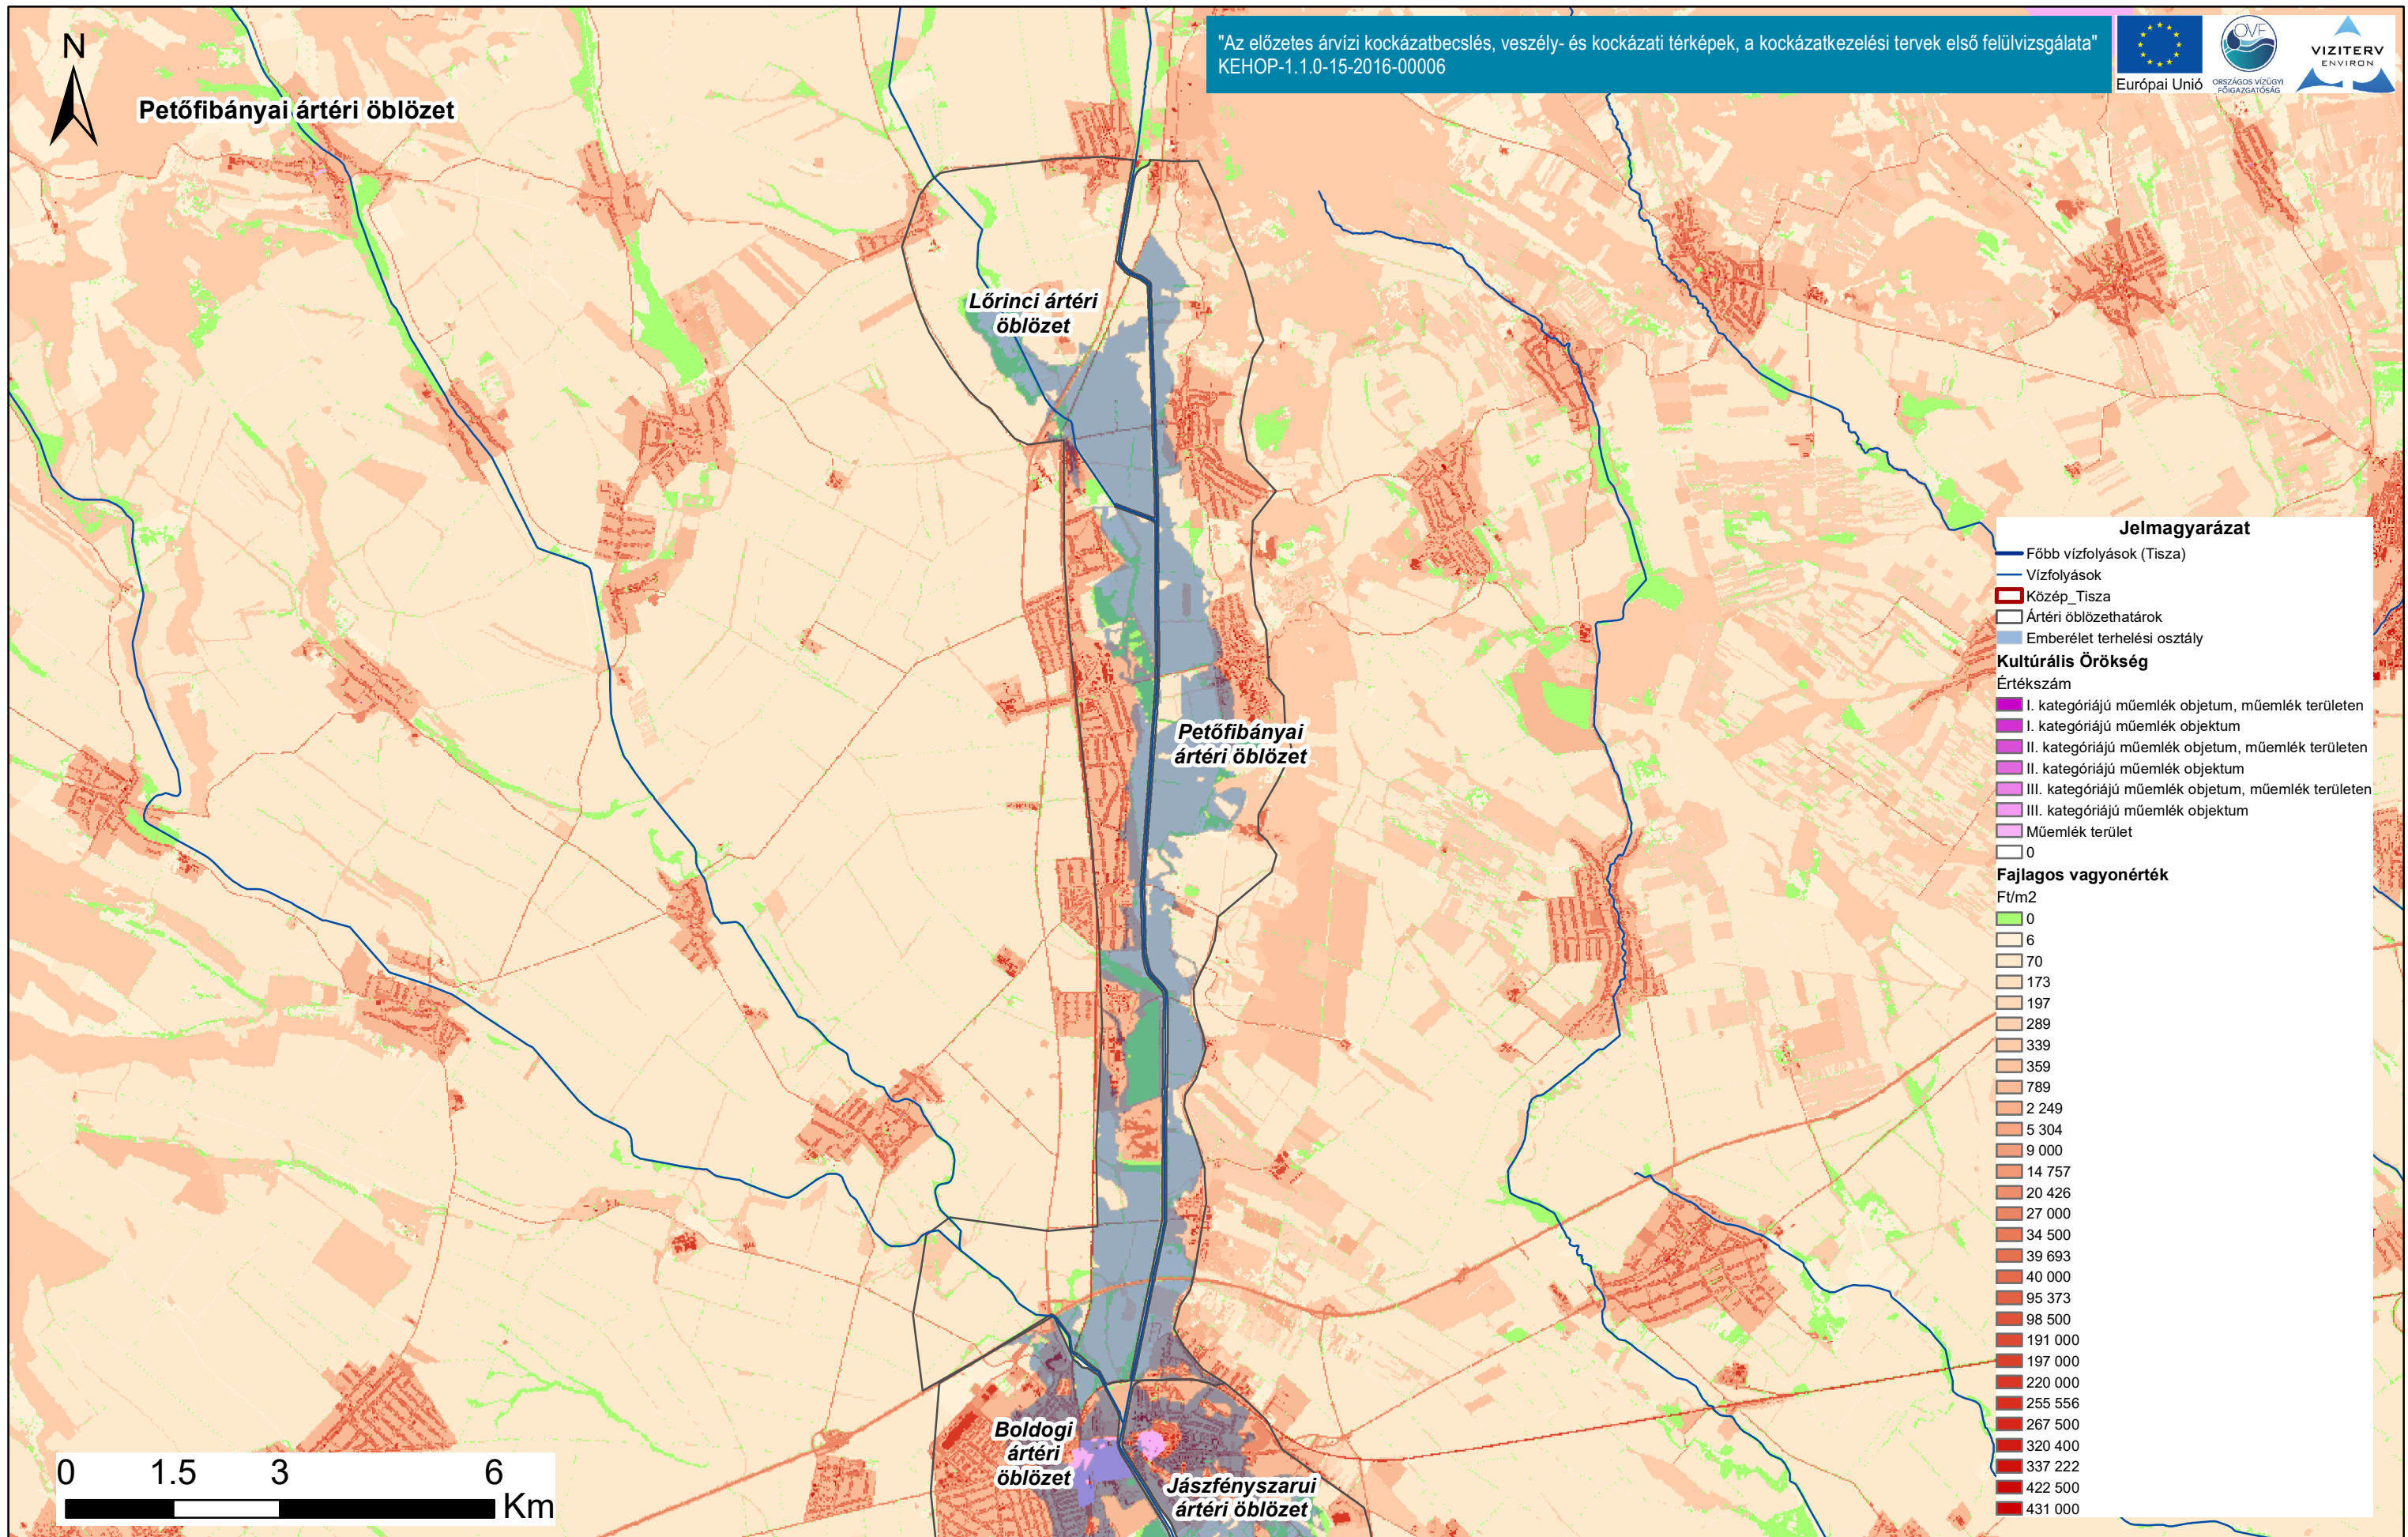 N
Petőfibányai ártéri öblözet
"Az előzetes árvízi kockázatbecslés, veszély- és kockázati térképek, a kockázatkezelési tervek első felülvizsgálata"
KEHOP-1.1.0-15-2016-00006
Európai Unió
OVF
ORSZÁGOS VÍZÜGYI
FŐIGAZGATÓSÁG
VIZITERV
ENVIRON
Lőrinci ártéri
öblözet
Petőfibányai
ártéri öblözet
Boldogi
ártéri
öblözet
Jászfényszarui
ártéri öblözet
Jelmagyarázat
Főbb vízfolyások (Tisza)
Vízfolyások
Közép_Tisza
Ártéri öblözethatárok
Emberélet terhelési osztály
Kultúrális Örökség
Értékszám
I. kategóriájú műemlék objetum, műemlék területen
I. kategóriájú műemlék objektum
II. kategóriájú műemlék objetum, műemlék területen
II. kategóriájú műemlék objektum
III. kategóriájú műemlék objetum, műemlék területen
III. kategóriájú műemlék objektum
Műemlék terület
0
Fajlagos vagyonérték
Ft/m2
0
6
70
173
197
289
339
359
789
2 249
5 304
9 000
14 757
20 426
27 000
34 500
39 693
40 000
95 373
98 500
191 000
197 000
220 000
255 556
267 500
320 400
337 222
422 500
431 000
0 1.5 3 6
Km